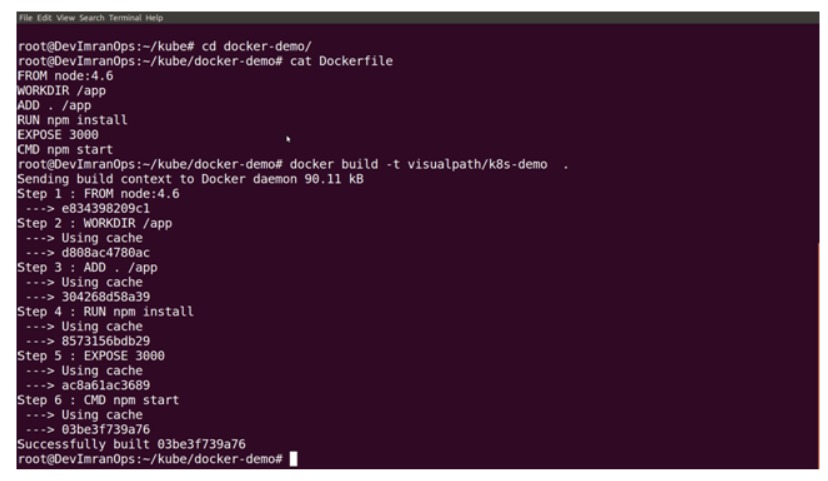 File Edit View Search Terminal Help
root@DevImranOps:~/kube# cd docker-demo/
root@DevImranOps:~/kube/docker-demo# cat Dockerfile
FROM node:4.6
WORKDIR /app
ADD . /app
RUN npm install
EXPOSE 3000
CMD npm start
root@DevImranOps:~/kube/docker-demo# docker build -t visualpath/k8s-demo  .
Sending build context to Docker daemon 90.11 kB
Step 1 : FROM node:4.6
 ---> e834398209c1
Step 2 : WORKDIR /app
 ---> Using cache
 ---> d808ac4780ac
Step 3 : ADD . /app
 ---> Using cache
 ---> 304268d58a39
Step 4 : RUN npm install
 ---> Using cache
 ---> 8573156bdb29
Step 5 : EXPOSE 3000
 ---> Using cache
 ---> ac8a61ac3689
Step 6 : CMD npm start
 ---> Using cache
 ---> 03be3f739a76
Successfully built 03be3f739a76
root@DevImranOps:~/kube/docker-demo#